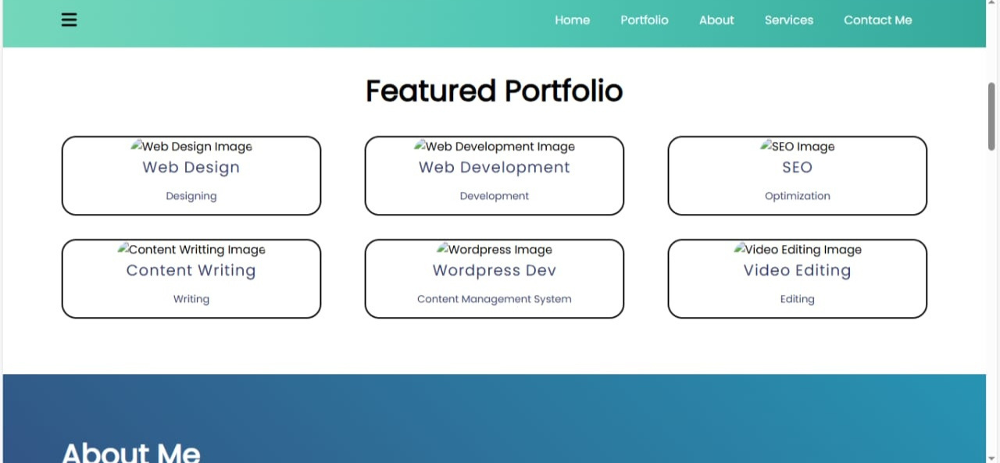 Home Portfolio About Services Contact Me
Featured Portfolio
Web Design Image
Web Design
Designing
Web Development Image
Web Development
Development
SEO Image
SEO
Optimization
Content Writting Image
Content Writing
Writing
Wordpress Image
Wordpress Dev
Content Management System
Video Editing Image
Video Editing
Editing
About Me